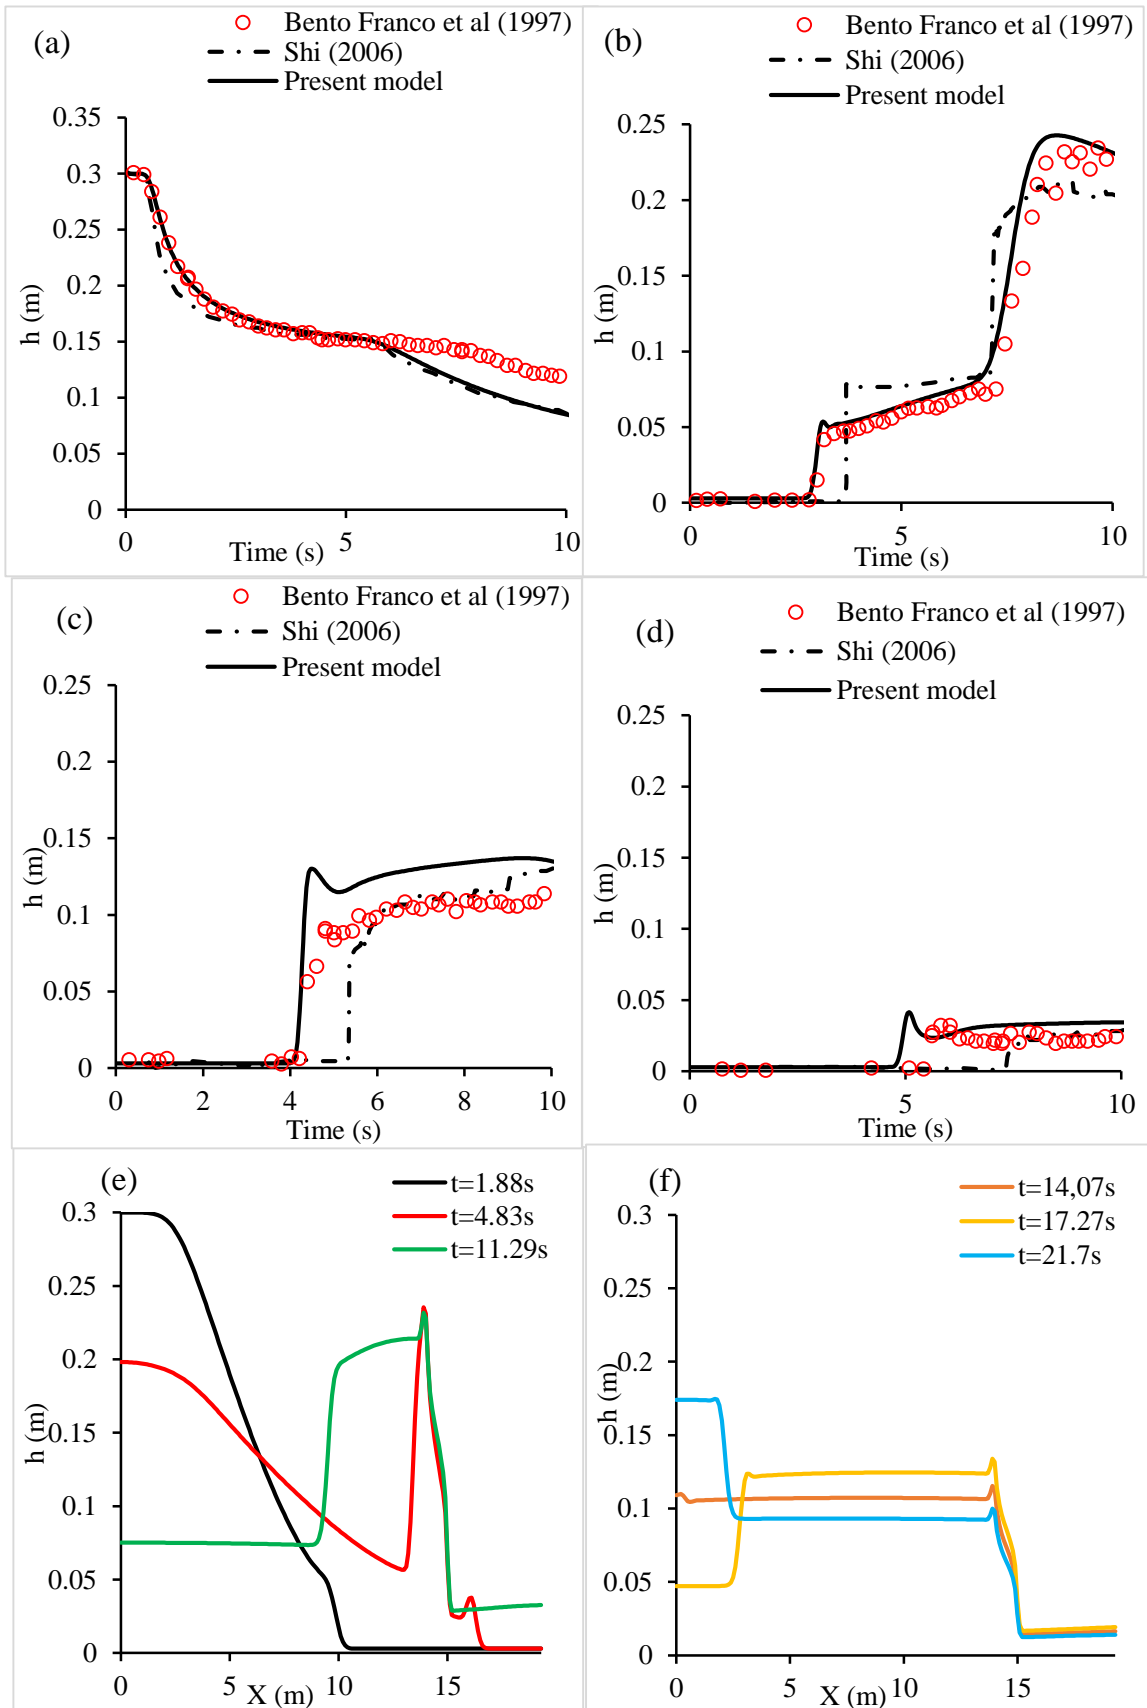 (a)
Bento Franco et al (1997)
Shi (2006)
Present model
0.35
0.3
0.25
0.2
0.15
0.1
0.05
0
h (m)
0 5 10
Time (s)
(b)
Bento Franco et al (1997)
Shi (2006)
Present model
0.25
0.2
0.15
0.1
0.05
0
h (m)
0 5 10
Time (s)
(c)
Bento Franco et al (1997)
Shi (2006)
Present model
0.25
0.2
0.15
0.1
0.05
0
h (m)
0 2 4 6 8 10
Time (s)
(d)
Bento Franco et al (1997)
Shi (2006)
Present model
0.25
0.2
0.15
0.1
0.05
0
h (m)
0 5 10
Time (s)
(e)
t=1.88s
t=4.83s
t=11.29s
0.3
0.25
0.2
0.15
0.1
0.05
0
h (m)
0 5 10 15
X (m)
(f)
t=14,07s
t=17.27s
t=21.7s
0.3
0.25
0.2
0.15
0.1
0.05
0
h (m)
0 5 10 15
X (m)